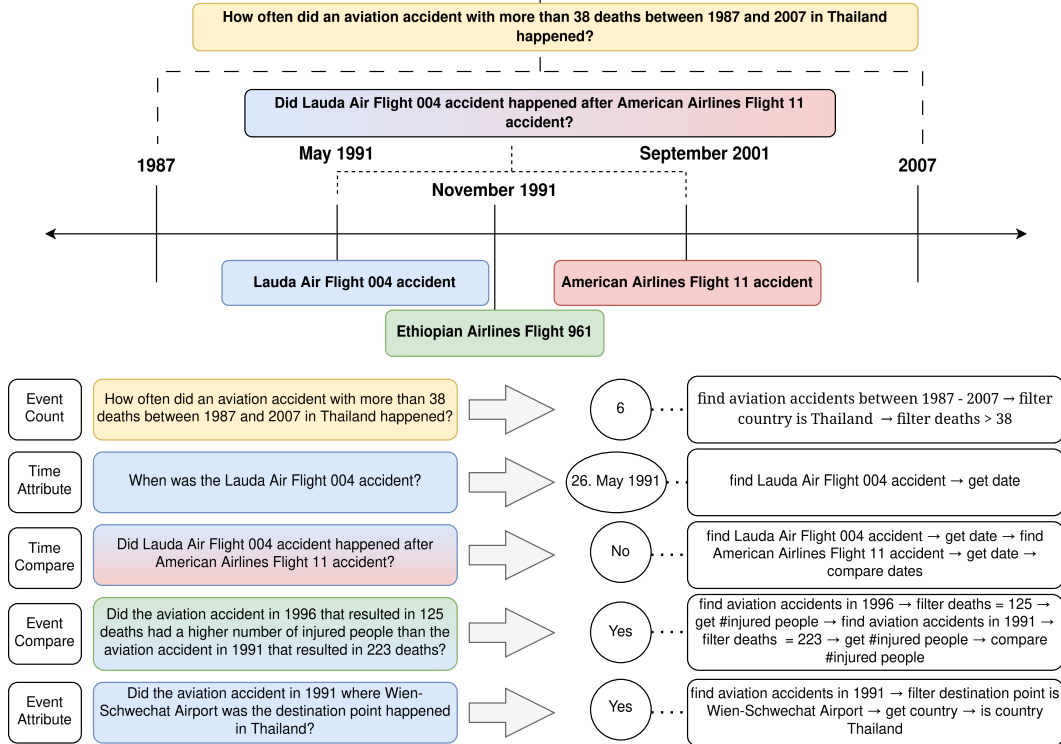 How often did an aviation accident with more than 38 deaths between 1987 and 2007 in Thailand
happened?
Did Lauda Air Flight 004 accident happened after American Airlines Flight 11
accident?
1987
May 1991
September 2001
2007
November 1991
Lauda Air Flight 004 accident
American Airlines Flight 11 accident
Ethiopian Airlines Flight 961
Event
Count
How often did an aviation accident with more than 38
deaths between 1987 and 2007 in Thailand happened?
6
find aviation accidents between 1987 - 2007 → filter
country is Thailand → filter deaths > 38
Time
Attribute
When was the Lauda Air Flight 004 accident?
26. May 1991
find Lauda Air Flight 004 accident → get date
Time
Compare
Did Lauda Air Flight 004 accident happened after
American Airlines Flight 11 accident?
No
find Lauda Air Flight 004 accident → get date → find
American Airlines Flight 11 accident → get date →
compare dates
Event
Compare
Did the aviation accident in 1996 that resulted in 125
deaths had a higher number of injured people than the
aviation accident in 1991 that resulted in 223 deaths?
Yes
find aviation accidents in 1996 → filter deaths = 125 →
get #injured people → find aviation accidents in 1991 →
filter deaths = 223 → get #injured people → compare
#injured people
Event
Attribute
Did the aviation accident in 1991 where Wien-
Schwechat Airport was the destination point happened
in Thailand?
Yes
find aviation accidents in 1991 → filter destination point is
Wien-Schwechat Airport → get country → is country
Thailand